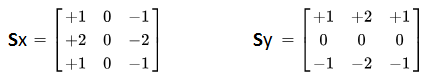 Sx = [ +1 0 −1
+2 0 −2
+1 0 −1 ]
Sy = [ +1 +2 +1
0 0 0
−1 −2 −1 ]